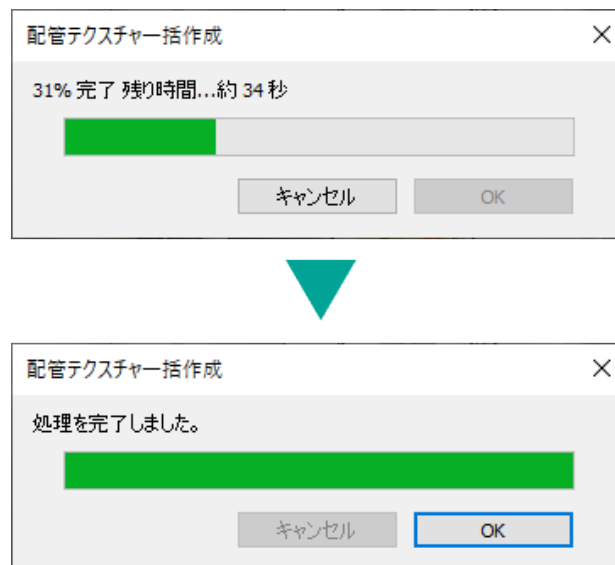 配管テクスチャ一括作成
31% 完了 残り時間...約 34 秒
キャンセル OK
配管テクスチャ一括作成
処理を完了しました。
キャンセル OK